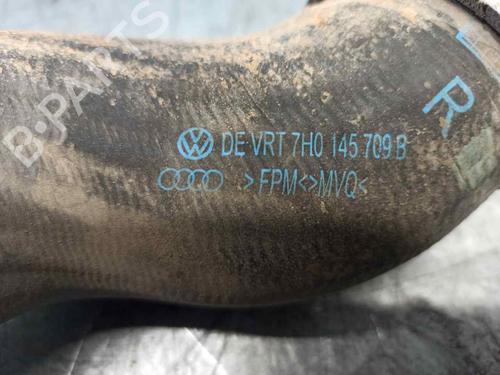 R
DE VRT 7H0 145 709 B
>FPM<>MVQ<
B-PARTS